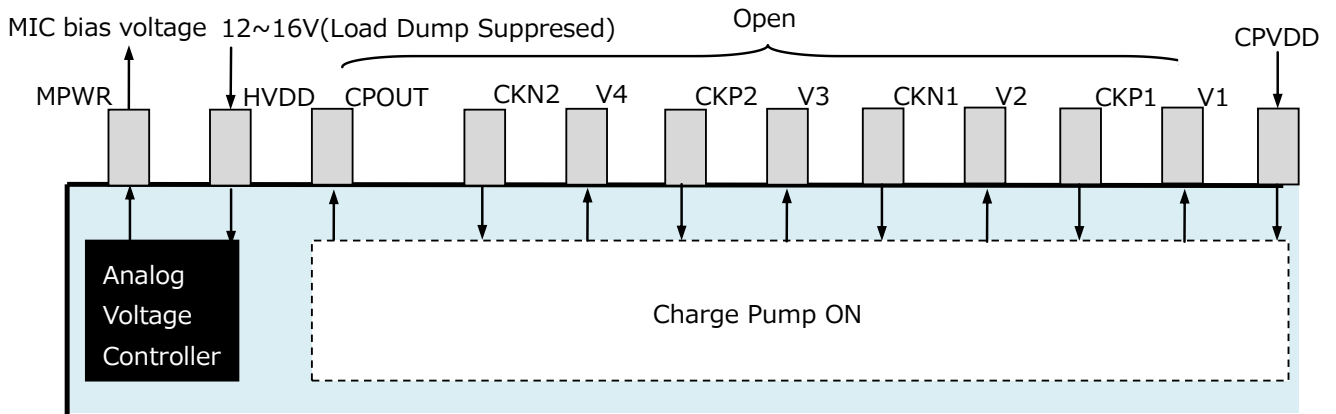 MIC bias voltage 12~16V(Load Dump Suppresed) Open CPVDD
MPWR HVDD CPOUT CKN2 V4 CKP2 V3 CKN1 V2 CKP1 V1
Analog
Voltage
Controller
Charge Pump ON